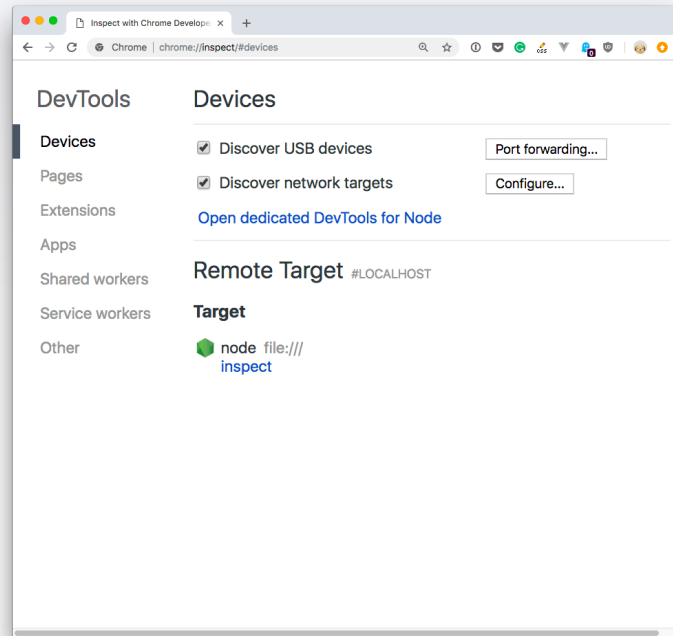 Inspect with Chrome Develope
Chrome | chrome://inspect/#devices
oss
0
DevTools
Devices
Pages
Extensions
Apps
Shared workers
Service workers
Other
Devices
Discover USB devices
Port forwarding...
Discover network targets
Configure...
Open dedicated DevTools for Node
Remote Target #LOCALHOST
Target
node file:///
inspect